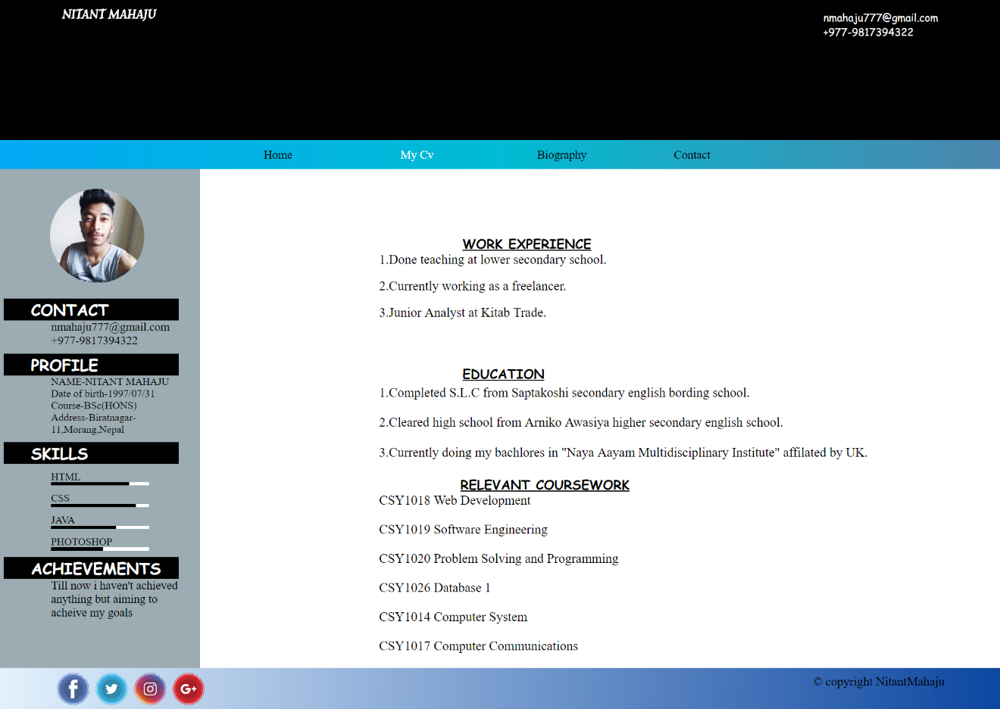 NITANT MAHAJU
nmahaju777@gmail.com
+977-9817394322
Home
My Cv
Biography
Contact
CONTACT
nmahaju777@gmail.com
+977-9817394322
PROFILE
NAME-NITANT MAHAJU
Date of birth-1997/07/31
Course-BSc(HONS)
Address-Biratnagar-
11,Morang,Nepal
SKILLS
HTML
CSS
JAVA
PHOTOSHOP
ACHIEVEMENTS
Till now i haven't achieved
anything but aiming to
acheive my goals
WORK EXPERIENCE
1.Done teaching at lower secondary school.
2.Currently working as a freelancer.
3.Junior Analyst at Kitab Trade.
EDUCATION
1.Completed S.L.C from Saptakoshi secondary english bording school.
2.Cleared high school from Arniko Awasiya higher secondary english school.
3.Currently doing my bachlores in "Naya Aayam Multidisciplinary Institute" affilated by UK.
RELEVANT COURSEWORK
CSY1018 Web Development
CSY1019 Software Engineering
CSY1020 Problem Solving and Programming
CSY1026 Database 1
CSY1014 Computer System
CSY1017 Computer Communications
f
G+
© copyright NitantMahaju